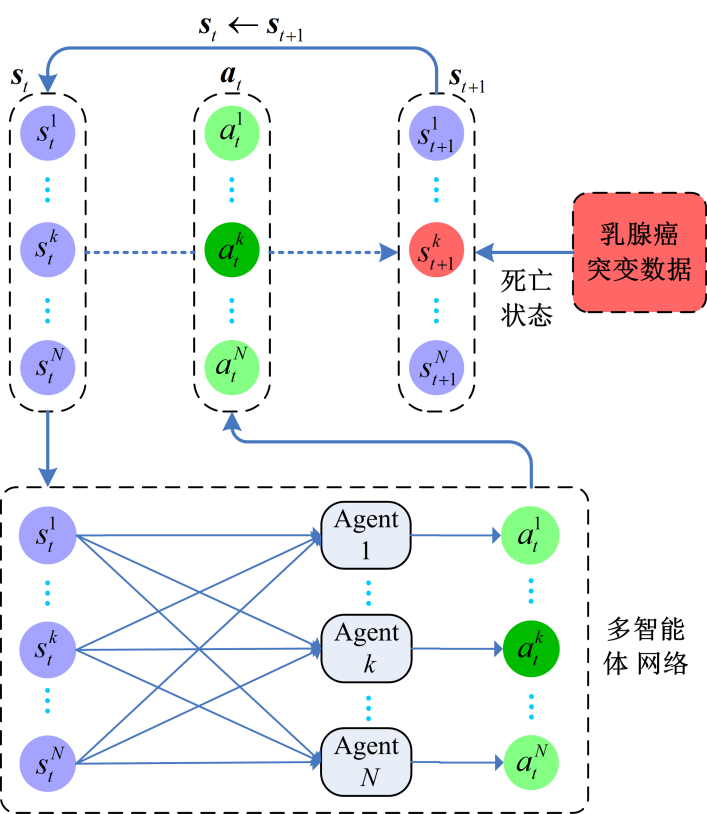 s_t ← s_{t+1}
s_t
a_t
s_{t+1}
s_t^1
a_t^1
s_{t+1}^1
s_t^k
a_t^k
s_{t+1}^k
乳腺癌
突变数据
死亡
状态
s_t^N
a_t^N
s_{t+1}^N
s_t^1
Agent
1
a_t^1
s_t^k
Agent
k
a_t^k
多智能
体 网络
s_t^N
Agent
N
a_t^N